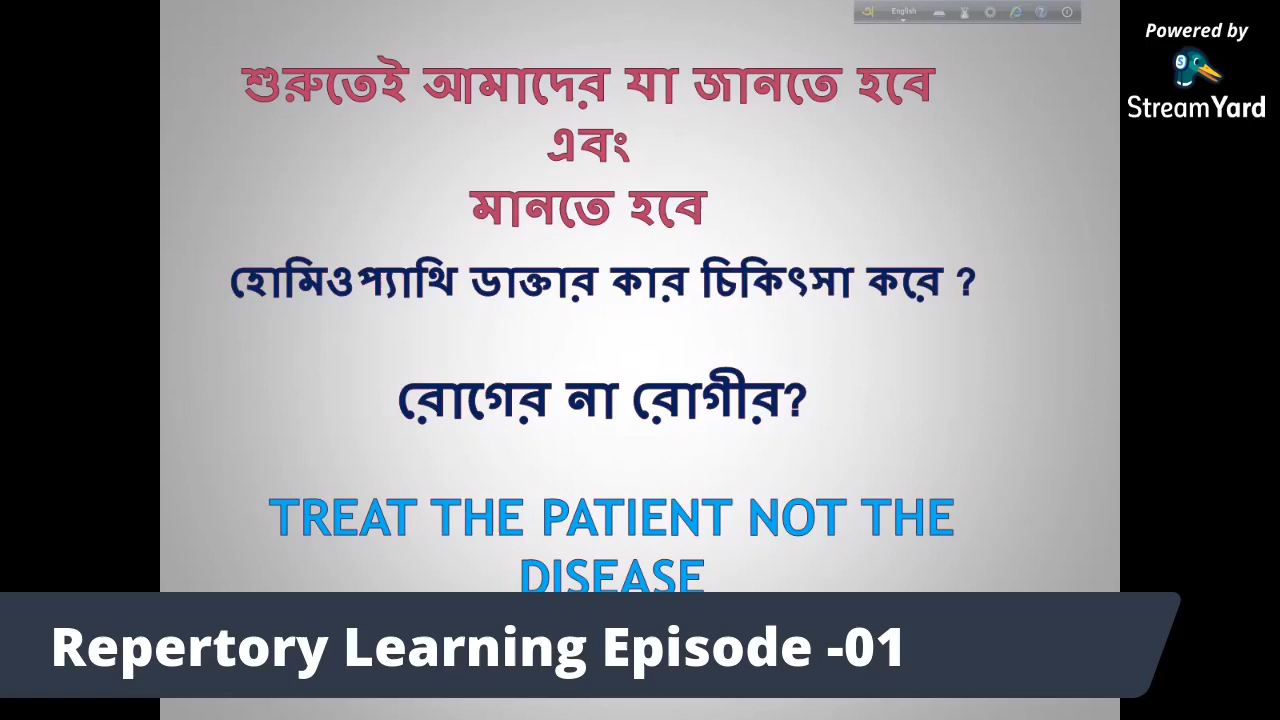 অ English
Powered by
StreamYard
শুরুতেই আমাদের যা জানতে হবে
এবং
মানতে হবে
হোমিওপ্যাথি ডাক্তার কার চিকিৎসা করে ?
রোগের না রোগীর?
TREAT THE PATIENT NOT THE
DISEASE
Repertory Learning Episode -01